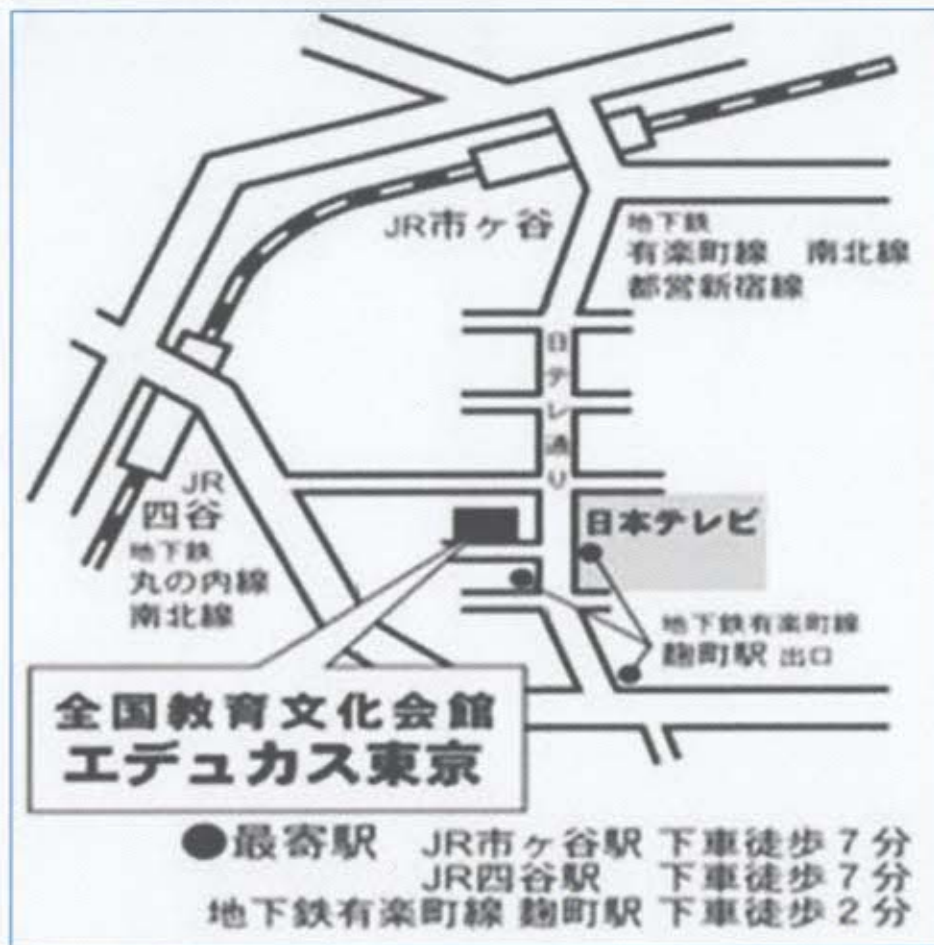 JR市ヶ谷
地下鉄
有楽町線　南北線
都営新宿線
日テレ通り
JR
四谷
地下鉄
丸の内線
南北線
日本テレビ
地下鉄有楽町線
麹町駅 出口
全国教育文化会館
エデュカス東京
●最寄駅　JR市ヶ谷駅 下車徒歩7分
JR四谷駅　下車徒歩7分
地下鉄有楽町線 麹町駅 下車徒歩2分